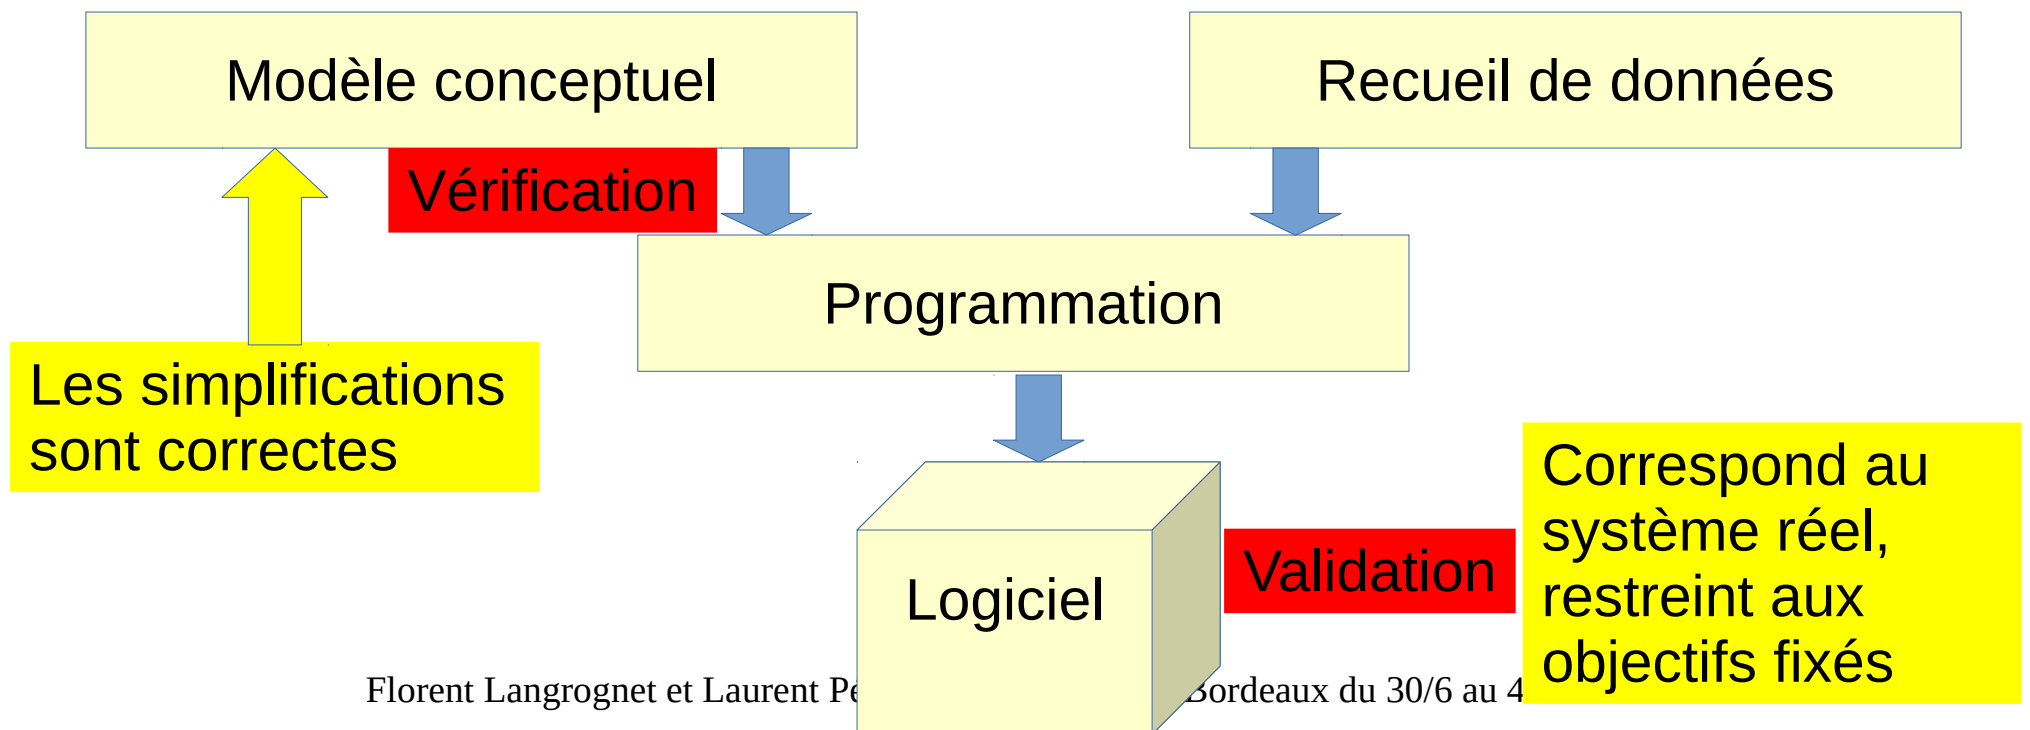 Modèle conceptuel
Recueil de données
Vérification
Programmation
Les simplifications
sont correctes
Correspond au
système réel,
restreint aux
objectifs fixés
Validation
Logiciel
Florent Langrognet et Laurent
Bordeaux du 30/6 au 4